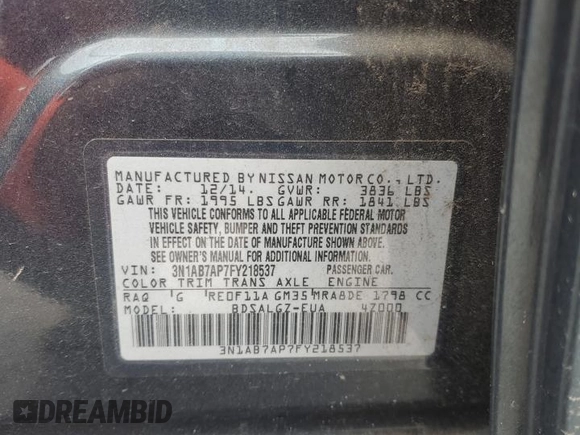 MANUFACTURED BY NISSAN MOTOR CO., LTD.
DATE: 12/14. GVWR: 3836 LBS
GAWR FR: 1995 LBS GAWR RR: 1841 LBS
THIS VEHICLE CONFORMS TO ALL APPLICABLE FEDERAL MOTOR
VEHICLE SAFETY, BUMPER AND THEFT PREVENTION STANDARDS
IN EFFECT ON THE DATE OF MANUFACTURE SHOWN ABOVE.
SEE OWNER'S MANUAL FOR ADDITIONAL INFORMATION.
VIN: 3N1AB7AP7FY218537 PASSENGER CAR.
COLOR TRIM TRANS AXLE ENGINE
RAQ G RE0F11A GM35 MRA8DE 1798 CC
MODEL: BDSALGZ-EUA 4Z000
3N1AB7AP7FY218537
DREAMBID